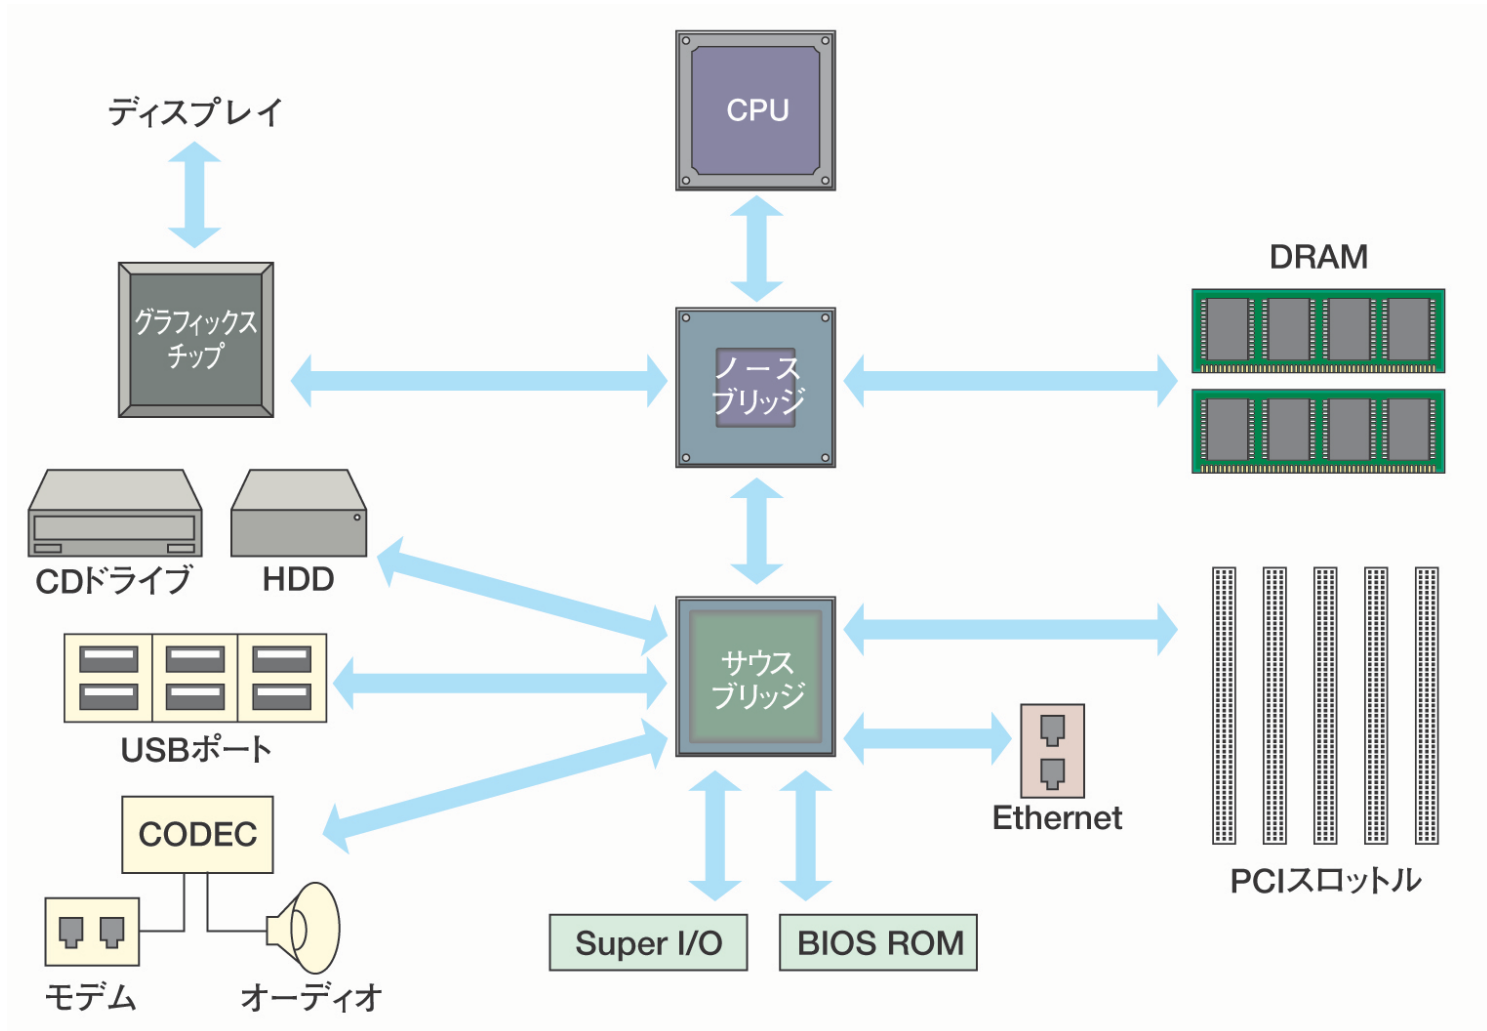 CPU
ディスプレイ
DRAM
グラフィックス
チップ
ノース
ブリッジ
CDドライブ
HDD
サウス
ブリッジ
USBポート
Ethernet
CODEC
PCIスロットル
Super I/O
BIOS ROM
モデム
オーディオ